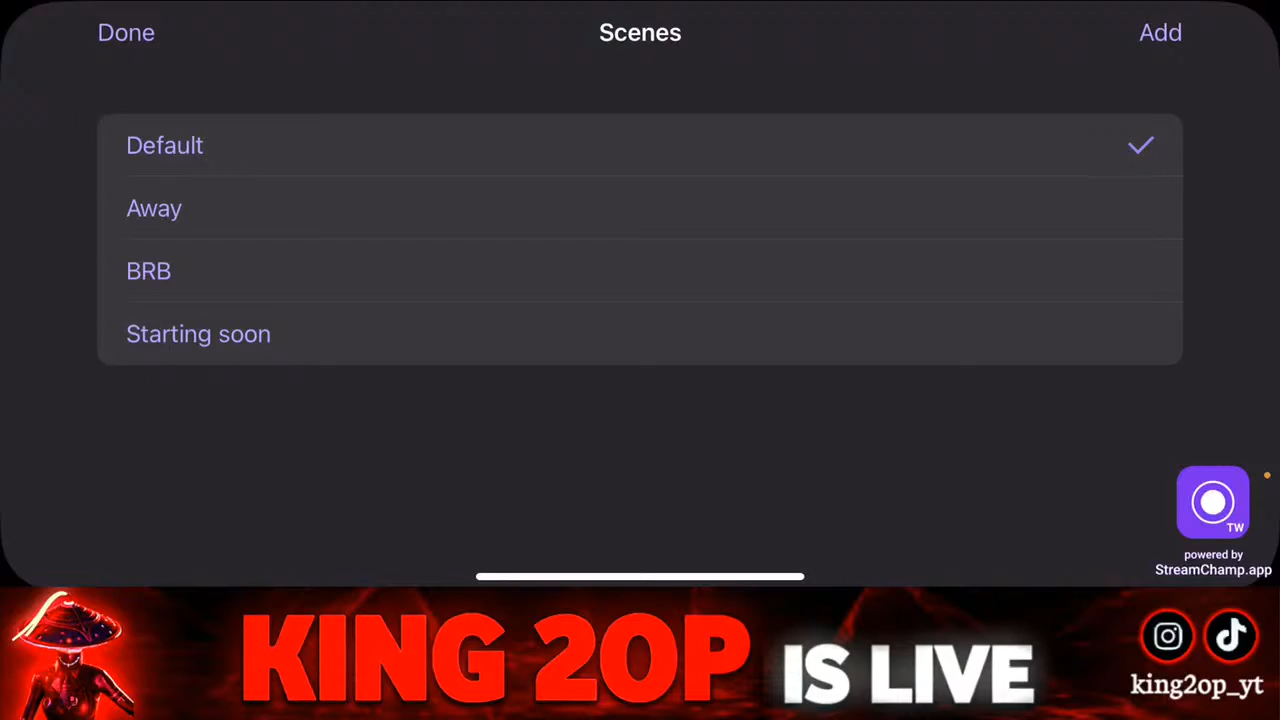 Done
Scenes
Add
Default
Away
BRB
Starting soon
TW
powered by
StreamChamp.app
KING 2OP IS LIVE
king2op_yt